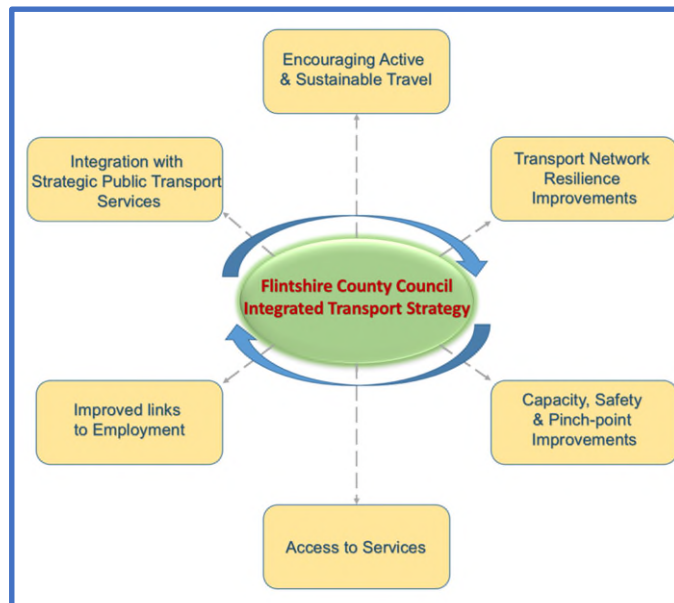 Encouraging Active
& Sustainable Travel
Integration with
Strategic Public Transport
Services
Transport Network
Resilience
Improvements
Flintshire County Council
Integrated Transport Strategy
Improved links
to Employment
Capacity, Safety
& Pinch-point
Improvements
Access to Services